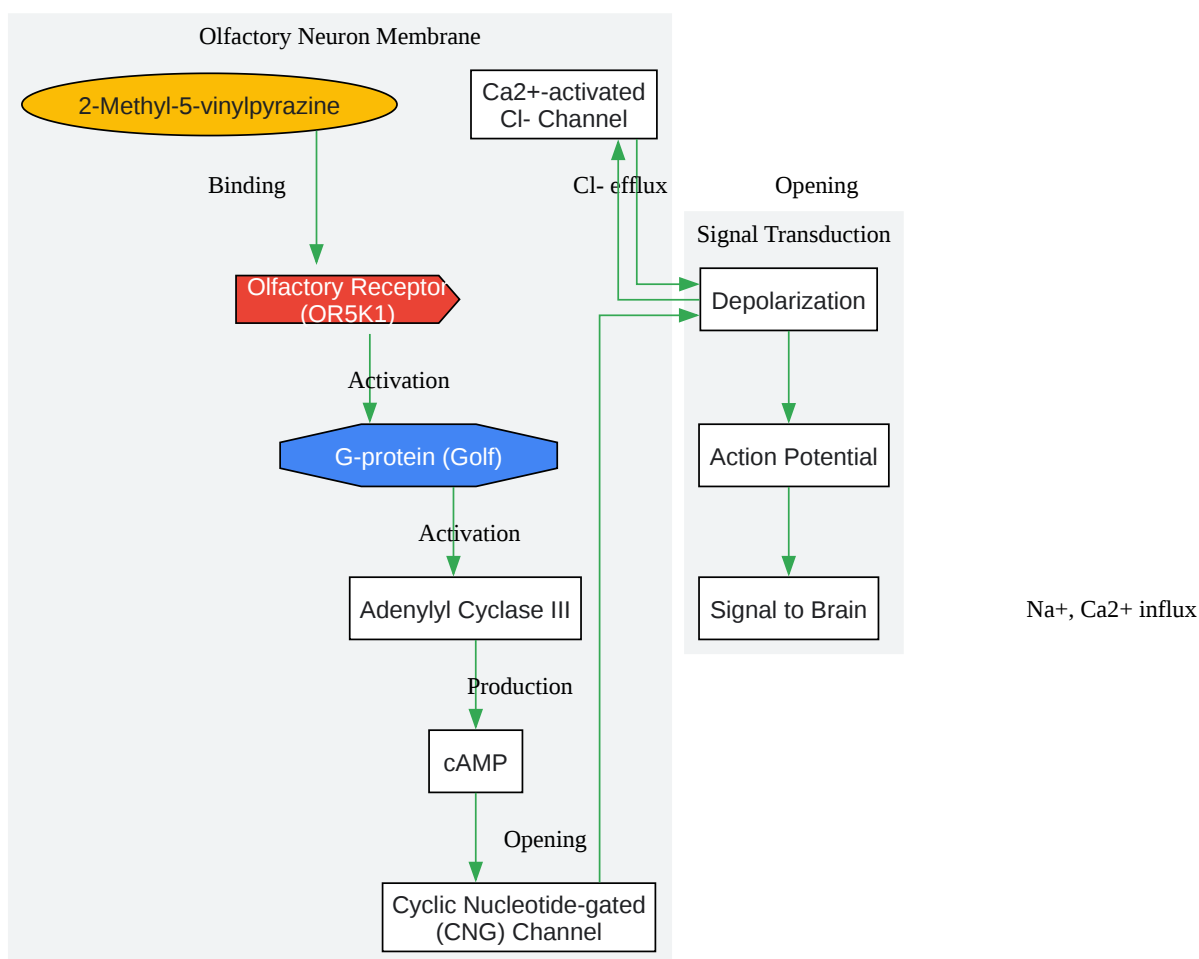 Olfactory Neuron Membrane
2-Methyl-5-vinylpyrazine
Ca2+-activated
Cl- Channel
Binding
Cl- efflux
Opening
Signal Transduction
Olfactory Receptor
(OR5K1)
Depolarization
Activation
G-protein (Golf)
Action Potential
Activation
Adenylyl Cyclase III
Signal to Brain
Na+, Ca2+ influx
Production
cAMP
Opening
Cyclic Nucleotide-gated
(CNG) Channel